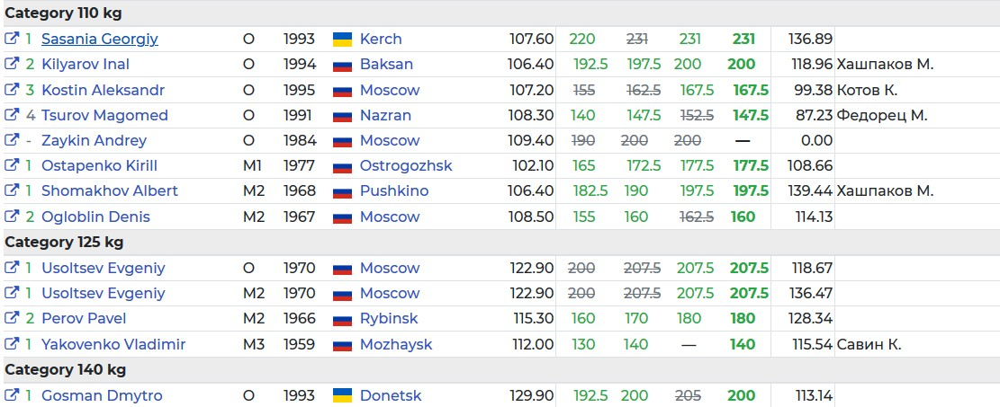 Category 110 kg
1 Sasania Georgiy O 1993 Kerch 107.60 220 231 231 231 136.89
2 Kilyarov Inal O 1994 Baksan 106.40 192.5 197.5 200 200 118.96 Хашпаков М.
3 Kostin Aleksandr O 1995 Moscow 107.20 155 162.5 167.5 167.5 99.38 Котов К.
4 Tsurov Magomed O 1991 Nazran 108.30 140 147.5 152.5 147.5 87.23 Федорец М.
- Zaykin Andrey O 1984 Moscow 109.40 190 200 200 — 0.00
1 Ostapenko Kirill M1 1977 Ostrogozhsk 102.10 165 172.5 177.5 177.5 108.66
1 Shomakhov Albert M2 1968 Pushkino 106.40 182.5 190 197.5 197.5 139.44 Хашпаков М.
2 Ogloblin Denis M2 1967 Moscow 108.50 155 160 162.5 160 114.13
Category 125 kg
1 Usoltsev Evgeniy O 1970 Moscow 122.90 200 207.5 207.5 207.5 118.67
1 Usoltsev Evgeniy M2 1970 Moscow 122.90 200 207.5 207.5 207.5 136.47
2 Perov Pavel M2 1966 Rybinsk 115.30 160 170 180 180 128.34
1 Yakovenko Vladimir M3 1959 Mozhaysk 112.00 130 140 — 140 115.54 Савин К.
Category 140 kg
1 Gosman Dmytro O 1993 Donetsk 129.90 192.5 200 205 200 113.14